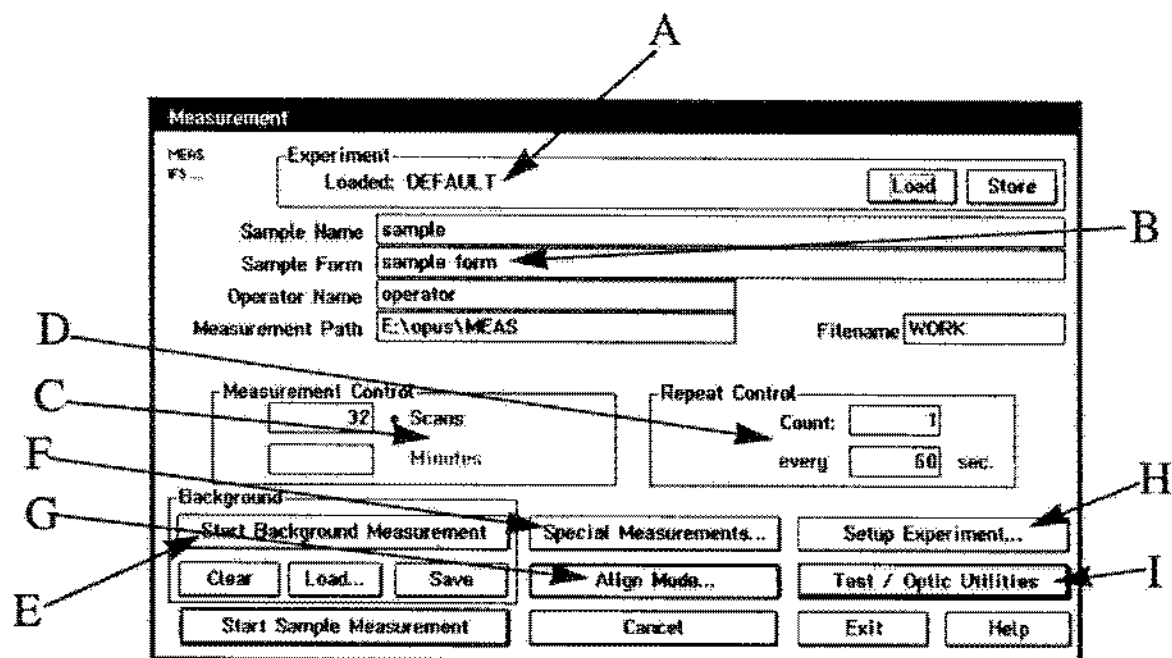 A
Measurement
MEAS
Experiment
Loaded: DEFAULT
Load
Store
B
Sample Name sample
Sample Form sample form
Operator Name operator
D
Measurement Path E:\opus\MEAS
Filename WORK
C
Measurement Control
32 Scans
Minutes
Repeat Control
Count: 1
every 60 sec.
F
H
Background
G
Start Background Measurement
Special Measurements...
Setup Experiment...
Clear
Load...
Save
Align Mode...
Test / Optic Utilities
I
E
Start Sample Measurement
Cancel
Exit
Help